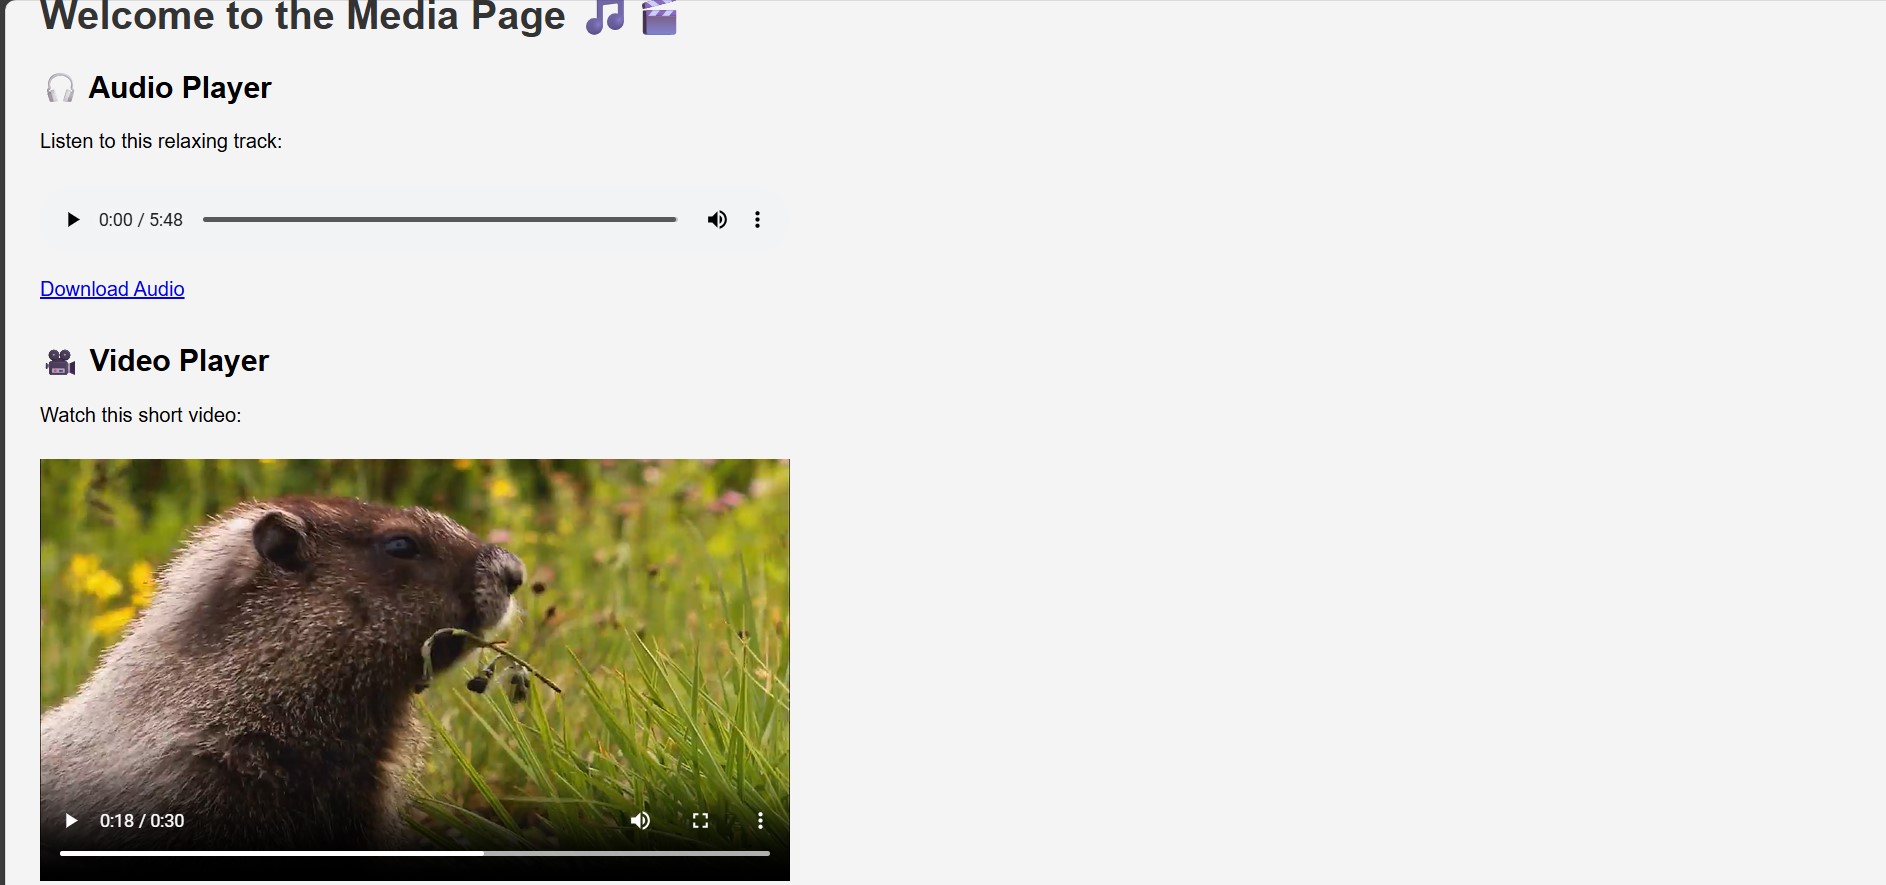 Welcome to the Media Page 🎵 🎬
🎧 Audio Player
Listen to this relaxing track:
0:00 / 5:48
Download Audio
🎥 Video Player
Watch this short video:
0:18 / 0:30